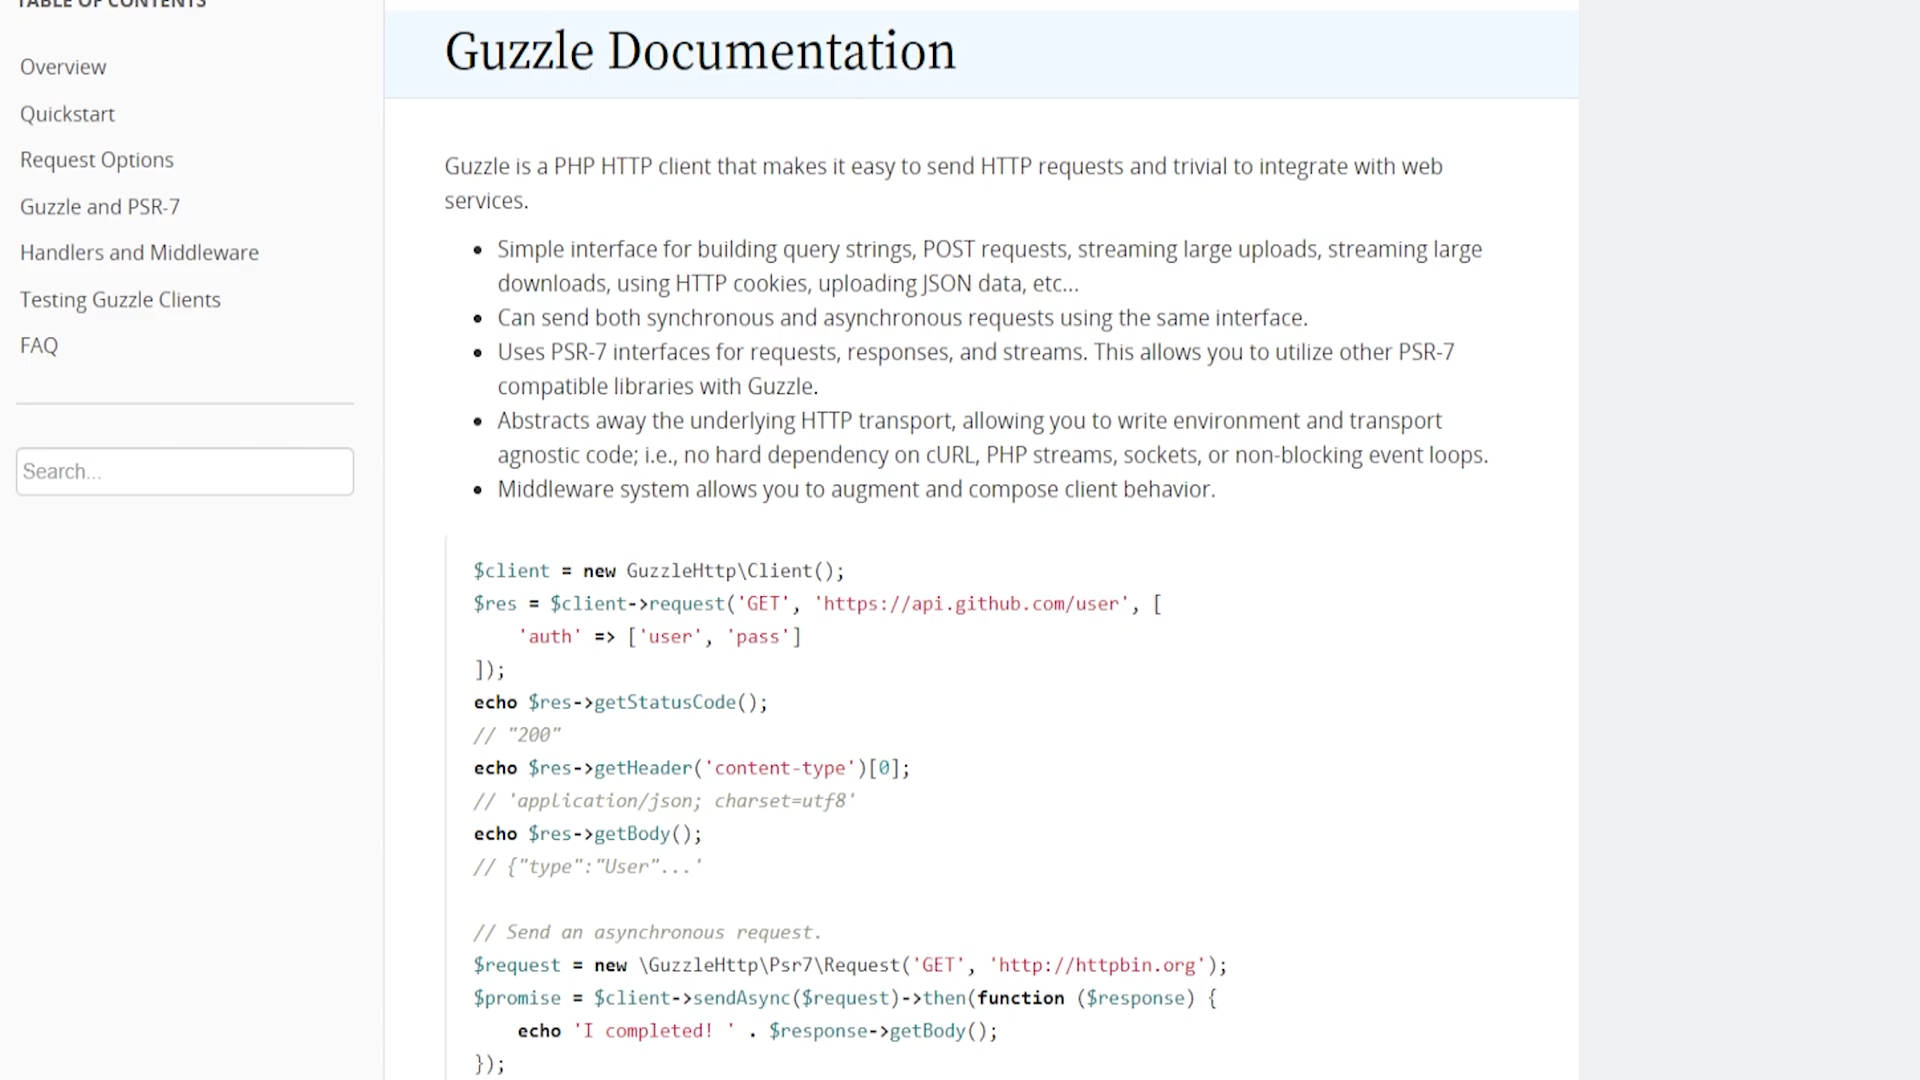 TABLE OF CONTENTS
Overview
Quickstart
Request Options
Guzzle and PSR-7
Handlers and Middleware
Testing Guzzle Clients
FAQ
Search...
Guzzle Documentation
Guzzle is a PHP HTTP client that makes it easy to send HTTP requests and trivial to integrate with web
services.
• Simple interface for building query strings, POST requests, streaming large uploads, streaming large
downloads, using HTTP cookies, uploading JSON data, etc...
• Can send both synchronous and asynchronous requests using the same interface.
• Uses PSR-7 interfaces for requests, responses, and streams. This allows you to utilize other PSR-7
compatible libraries with Guzzle.
• Abstracts away the underlying HTTP transport, allowing you to write environment and transport
agnostic code; i.e., no hard dependency on cURL, PHP streams, sockets, or non-blocking event loops.
• Middleware system allows you to augment and compose client behavior.
$client = new GuzzleHttp\Client();
$res = $client->request('GET', 'https://api.github.com/user', [
    'auth' => ['user', 'pass']
]);
echo $res->getStatusCode();
// "200"
echo $res->getHeader('content-type')[0];
// 'application/json; charset=utf8'
echo $res->getBody();
// {"type":"User"...'
// Send an asynchronous request.
$request = new \GuzzleHttp\Psr7\Request('GET', 'http://httpbin.org');
$promise = $client->sendAsync($request)->then(function ($response) {
    echo 'I completed! ' . $response->getBody();
});